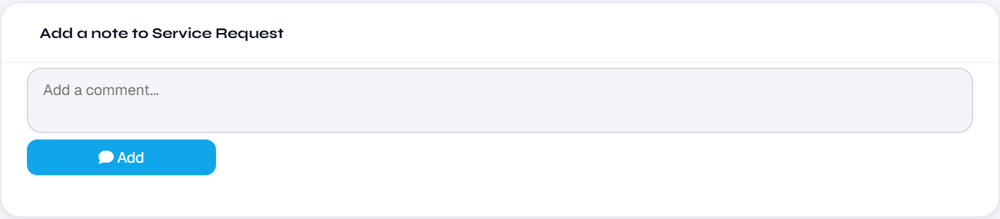 Add a note to Service Request
Add a comment...
Add